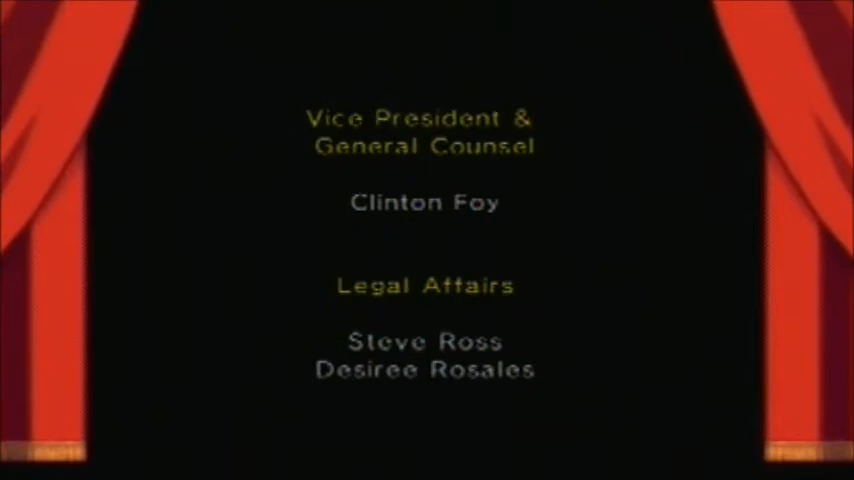 Vice President &
General Counsel
Clinton Foy
Legal Affairs
Steve Ross
Desiree Rosales